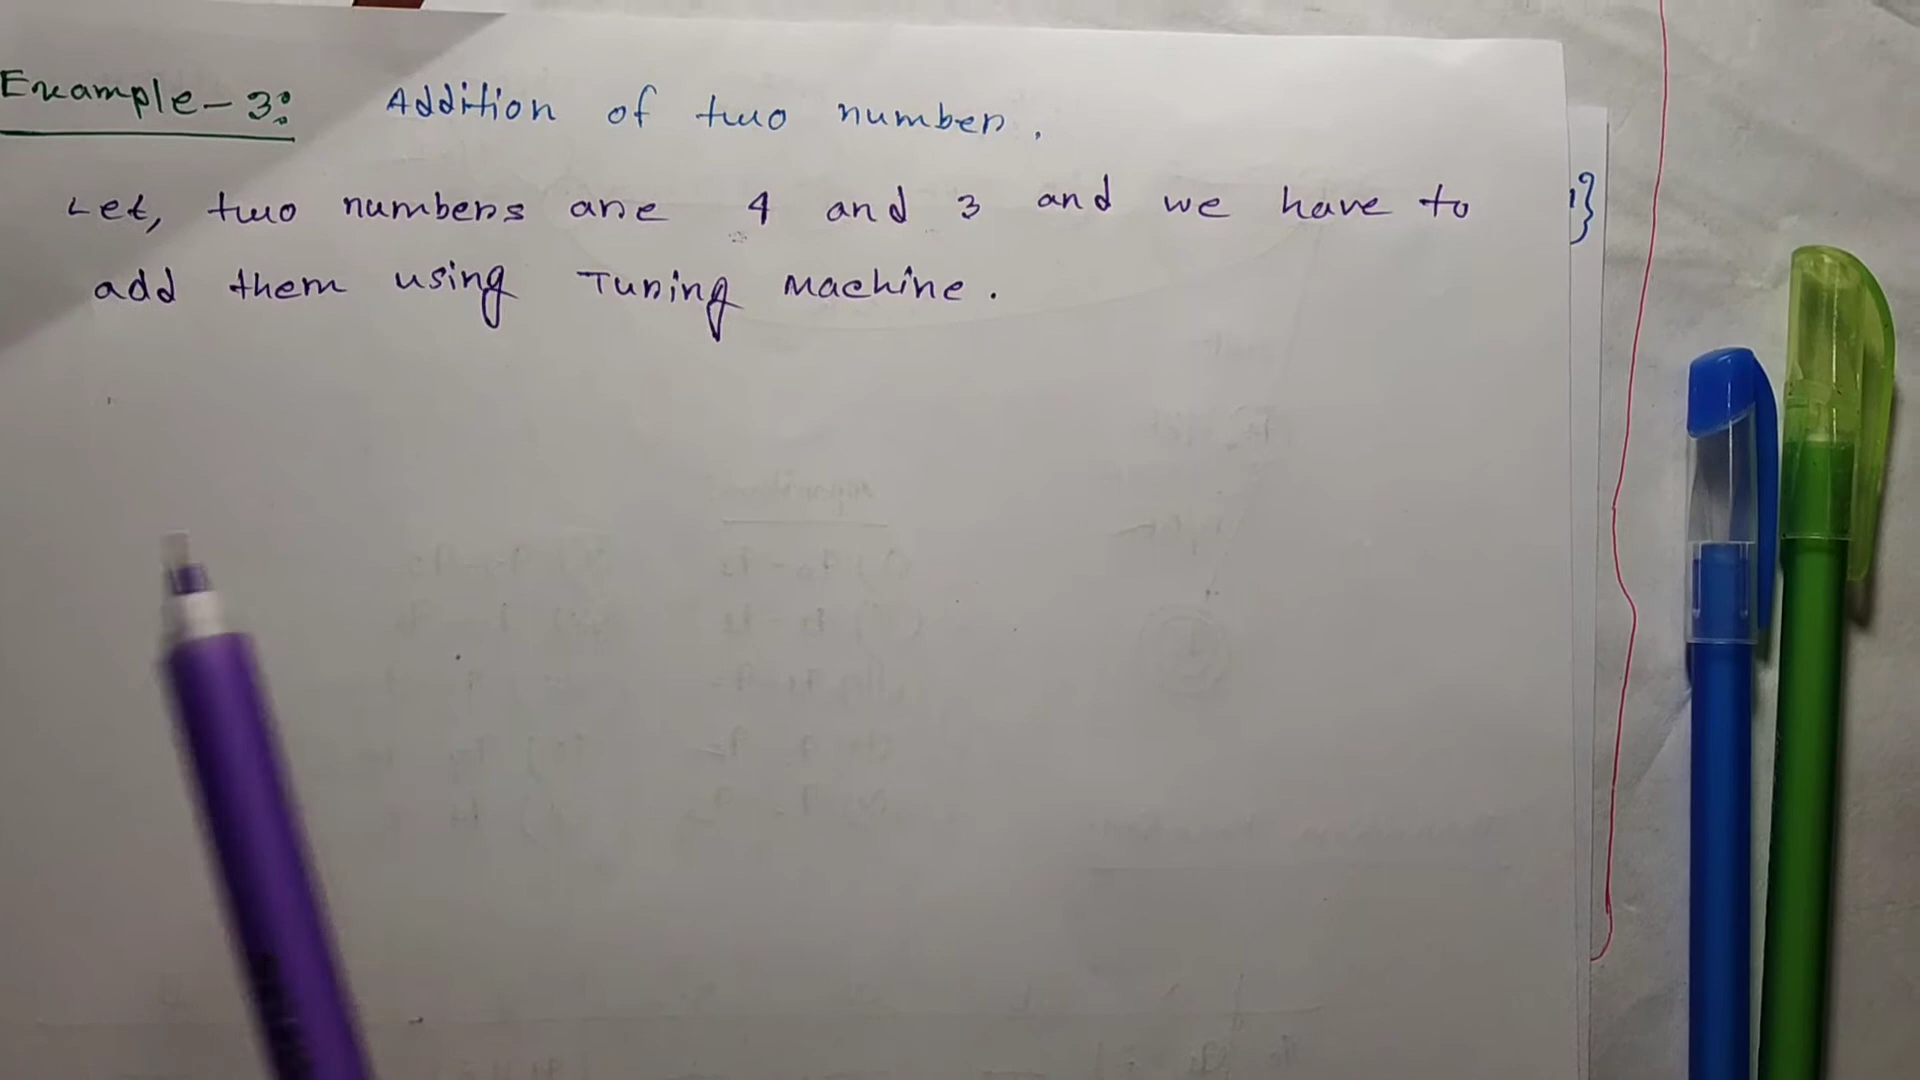 Example-3: Addition of two number.
Let, two numbers are 4 and 3 and we have to
add them using Turing Machine.